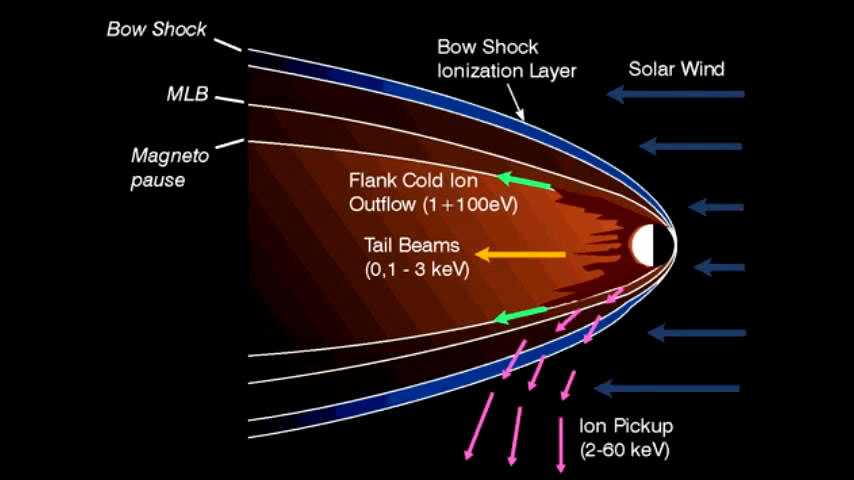 Bow Shock
Bow Shock
Ionization Layer
Solar Wind
MLB
Magneto
pause
Flank Cold Ion
Outflow (1+100eV)
Tail Beams
(0,1 - 3 keV)
Ion Pickup
(2-60 keV)